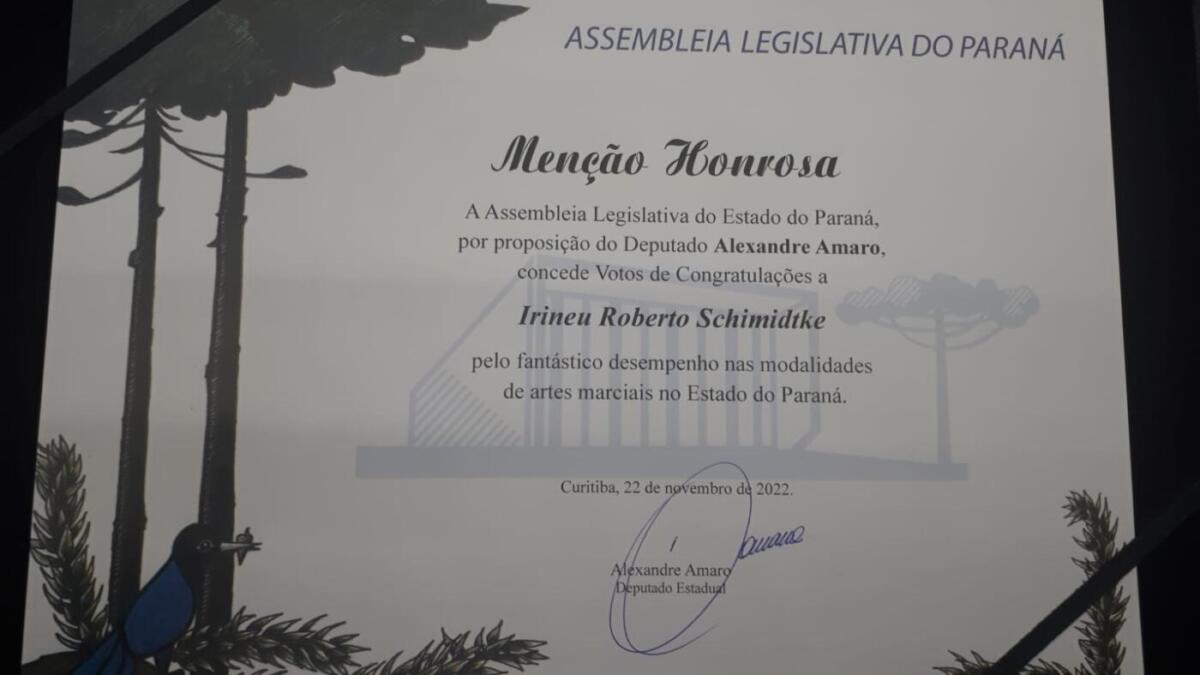 ASSEMBLEIA LEGISLATIVA DO PARANÁ
Menção Honrosa
A Assembleia Legislativa do Estado do Paraná,
por proposição do Deputado Alexandre Amaro,
concede Votos de Congratulações a
Irineu Roberto Schimidtke
pelo fantástico desempenho nas modalidades
de artes marciais no Estado do Paraná.
Curitiba, 22 de novembro de 2022.
Alexandre Amaro
Deputado Estadual